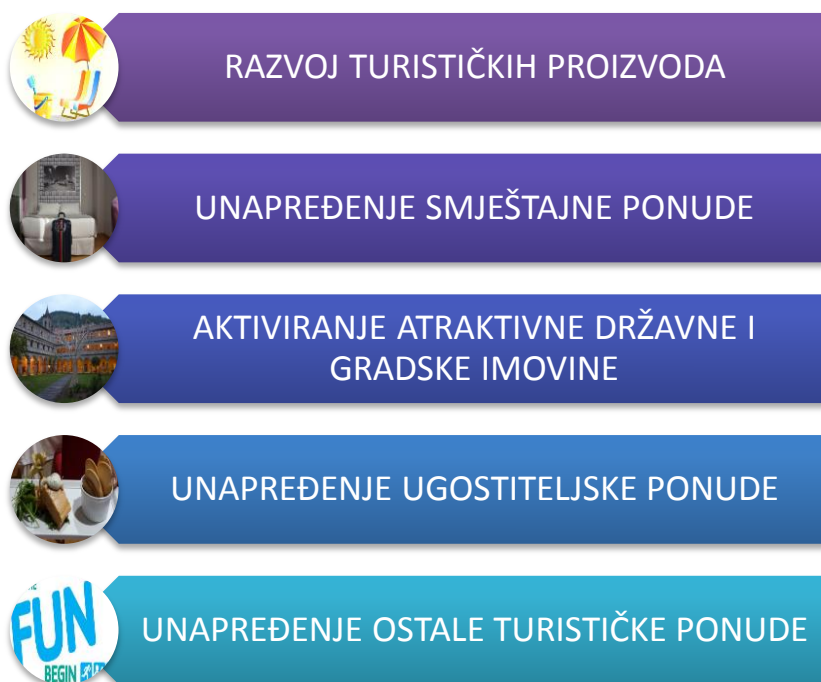 RAZVOJ TURISTIČKIH PROIZVODA
UNAPREĐENJE SMJEŠTAJNE PONUDE
AKTIVIRANJE ATRAKTIVNE DRŽAVNE I
GRADSKE IMOVINE
UNAPREĐENJE UGOSTITELJSKE PONUDE
FUN
BEGIN
UNAPREĐENJE OSTALE TURISTIČKE PONUDE